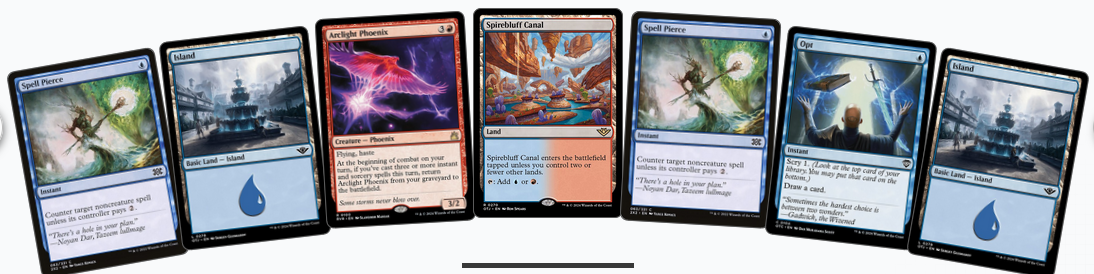 Spell Pierce
Instant
Counter target noncreature spell
unless its controller pays 2.
"There's a hole in your plan."
—Noyan Dar, Tazeem lullmage
Island
Basic Land — Island
Arclight Phoenix
3
Creature — Phoenix
Flying, haste
At the beginning of combat on your
turn, if you've cast three or more instant
and sorcery spells this turn, return
Arclight Phoenix from your graveyard to
the battlefield.
Some storms never blow over.
3/2
Spirebluff Canal
Land
Spirebluff Canal enters the battlefield
tapped unless you control two or
fewer other lands.
: Add or .
Spell Pierce
Instant
Counter target noncreature spell
unless its controller pays 2.
"There's a hole in your plan."
—Noyan Dar, Tazeem lullmage
Opt
Instant
Scry 1. (Look at the top card of your
library. You may put that card on the
bottom.)
Draw a card.
"Sometimes the hardest choice is
between two wonders."
—Gadwick, the Wizened
Island
Basic Land — Island